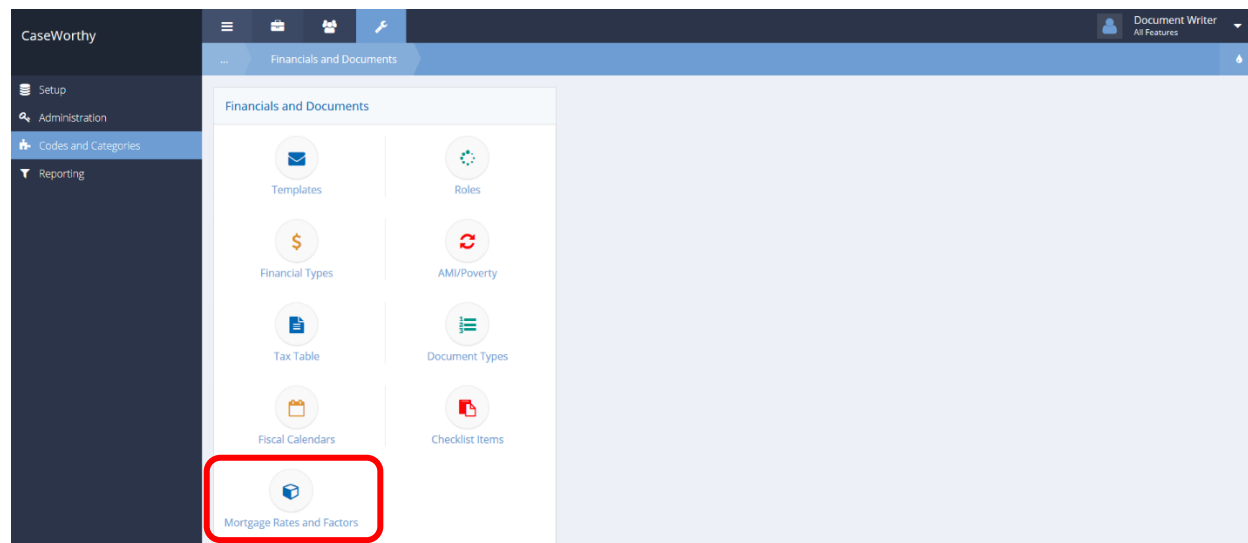 CaseWorthy
Document Writer
All Features
... Financials and Documents
Setup
Administration
Codes and Categories
Reporting
Financials and Documents
Templates Roles
Financial Types AMI/Poverty
Tax Table Document Types
Fiscal Calendars Checklist Items
Mortgage Rates and Factors